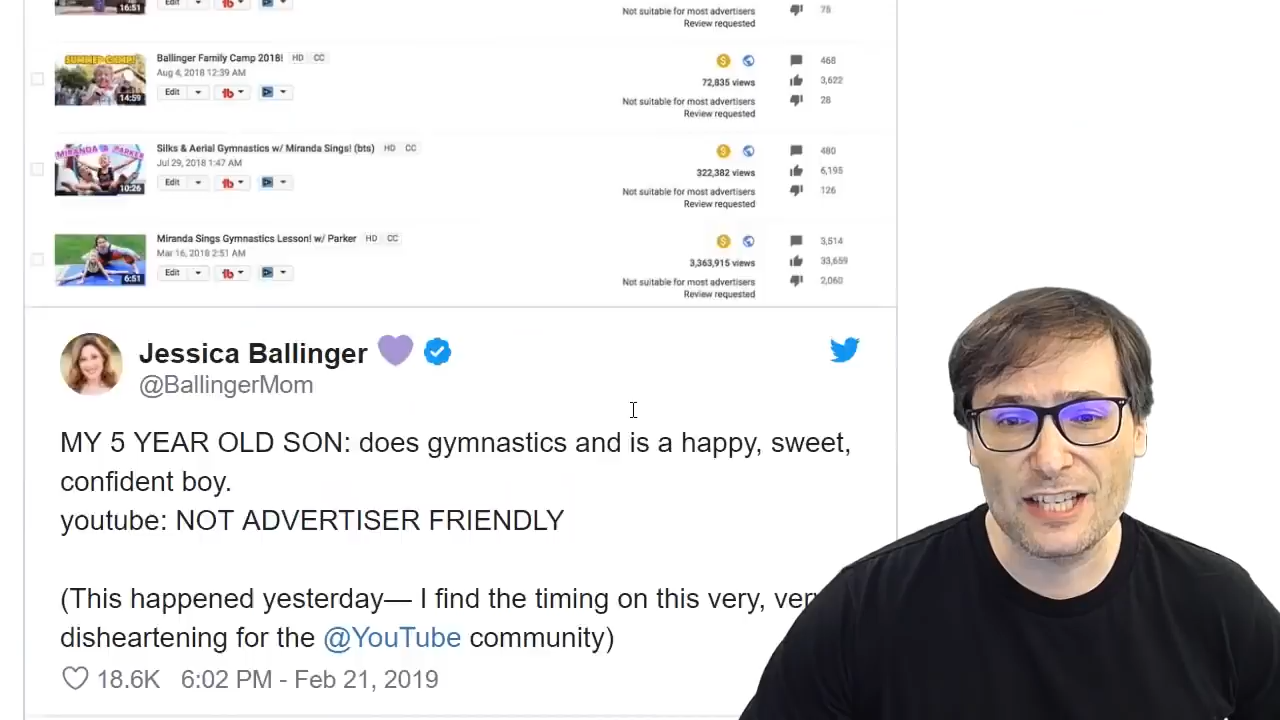 16:51
Edit
Not suitable for most advertisers
Review requested
78
SUMMER CAMP!
14:59
Ballinger Family Camp 2018! HD CC
Aug 4, 2018 12:39 AM
Edit
72,835 views
Not suitable for most advertisers
Review requested
468
3,622
28
MIRANDA & PARKER
10:26
Silks & Aerial Gymnastics w/ Miranda Sings! (bts) HD CC
Jul 29, 2018 1:47 AM
Edit
322,382 views
Not suitable for most advertisers
Review requested
480
6,195
126
6:51
Miranda Sings Gymnastics Lesson! w/ Parker HD CC
Mar 16, 2018 2:51 AM
Edit
3,363,915 views
Not suitable for most advertisers
Review requested
3,514
33,659
2,060
Jessica Ballinger
@BallingerMom
MY 5 YEAR OLD SON: does gymnastics and is a happy, sweet,
confident boy.
youtube: NOT ADVERTISER FRIENDLY
(This happened yesterday— I find the timing on this very, very
disheartening for the @YouTube community)
18.6K 6:02 PM - Feb 21, 2019